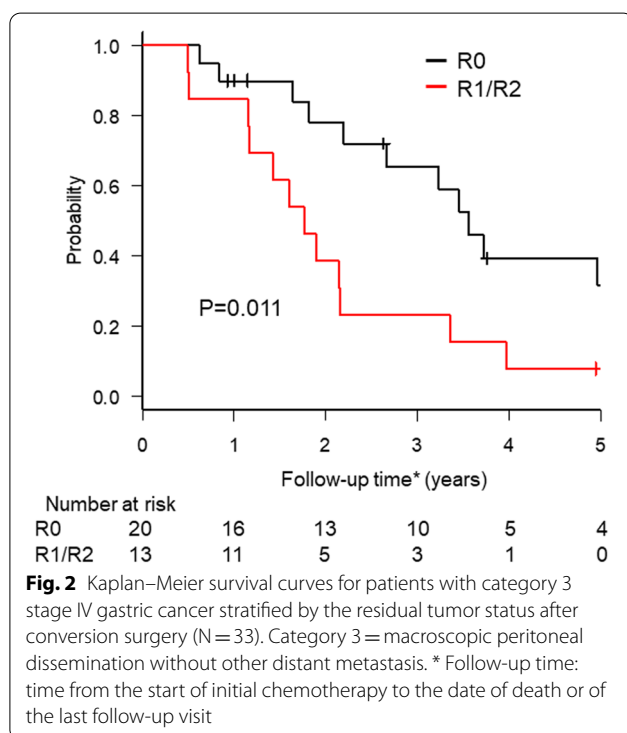 1.0
0.8
0.6
0.4
0.2
0.0
Probability
R0
R1/R2
P=0.011
0 1 2 3 4 5
Follow-up time* (years)
Number at risk
R0 20 16 13 10 5 4
R1/R2 13 11 5 3 1 0
Fig. 2 Kaplan–Meier survival curves for patients with category 3
stage IV gastric cancer stratified by the residual tumor status after
conversion surgery (N=33). Category 3=macroscopic peritoneal
dissemination without other distant metastasis. * Follow-up time:
time from the start of initial chemotherapy to the date of death or of
the last follow-up visit